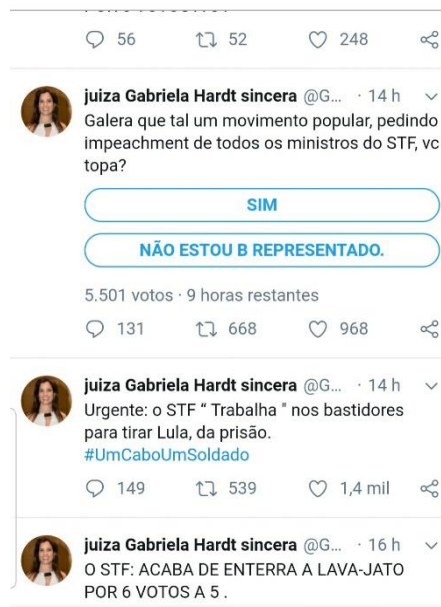 56 52 248
juiza Gabriela Hardt sincera @G... · 14 h
Galera que tal um movimento popular, pedindo
impeachment de todos os ministros do STF, vc
topa?
SIM
NÃO ESTOU B REPRESENTADO.
5.501 votos · 9 horas restantes
131 668 968
juiza Gabriela Hardt sincera @G... · 14 h
Urgente: o STF “ Trabalha " nos bastidores
para tirar Lula, da prisão.
#UmCaboUmSoldado
149 539 1,4 mil
juiza Gabriela Hardt sincera @G... · 16 h
O STF: ACABA DE ENTERRA A LAVA-JATO
POR 6 VOTOS A 5 .